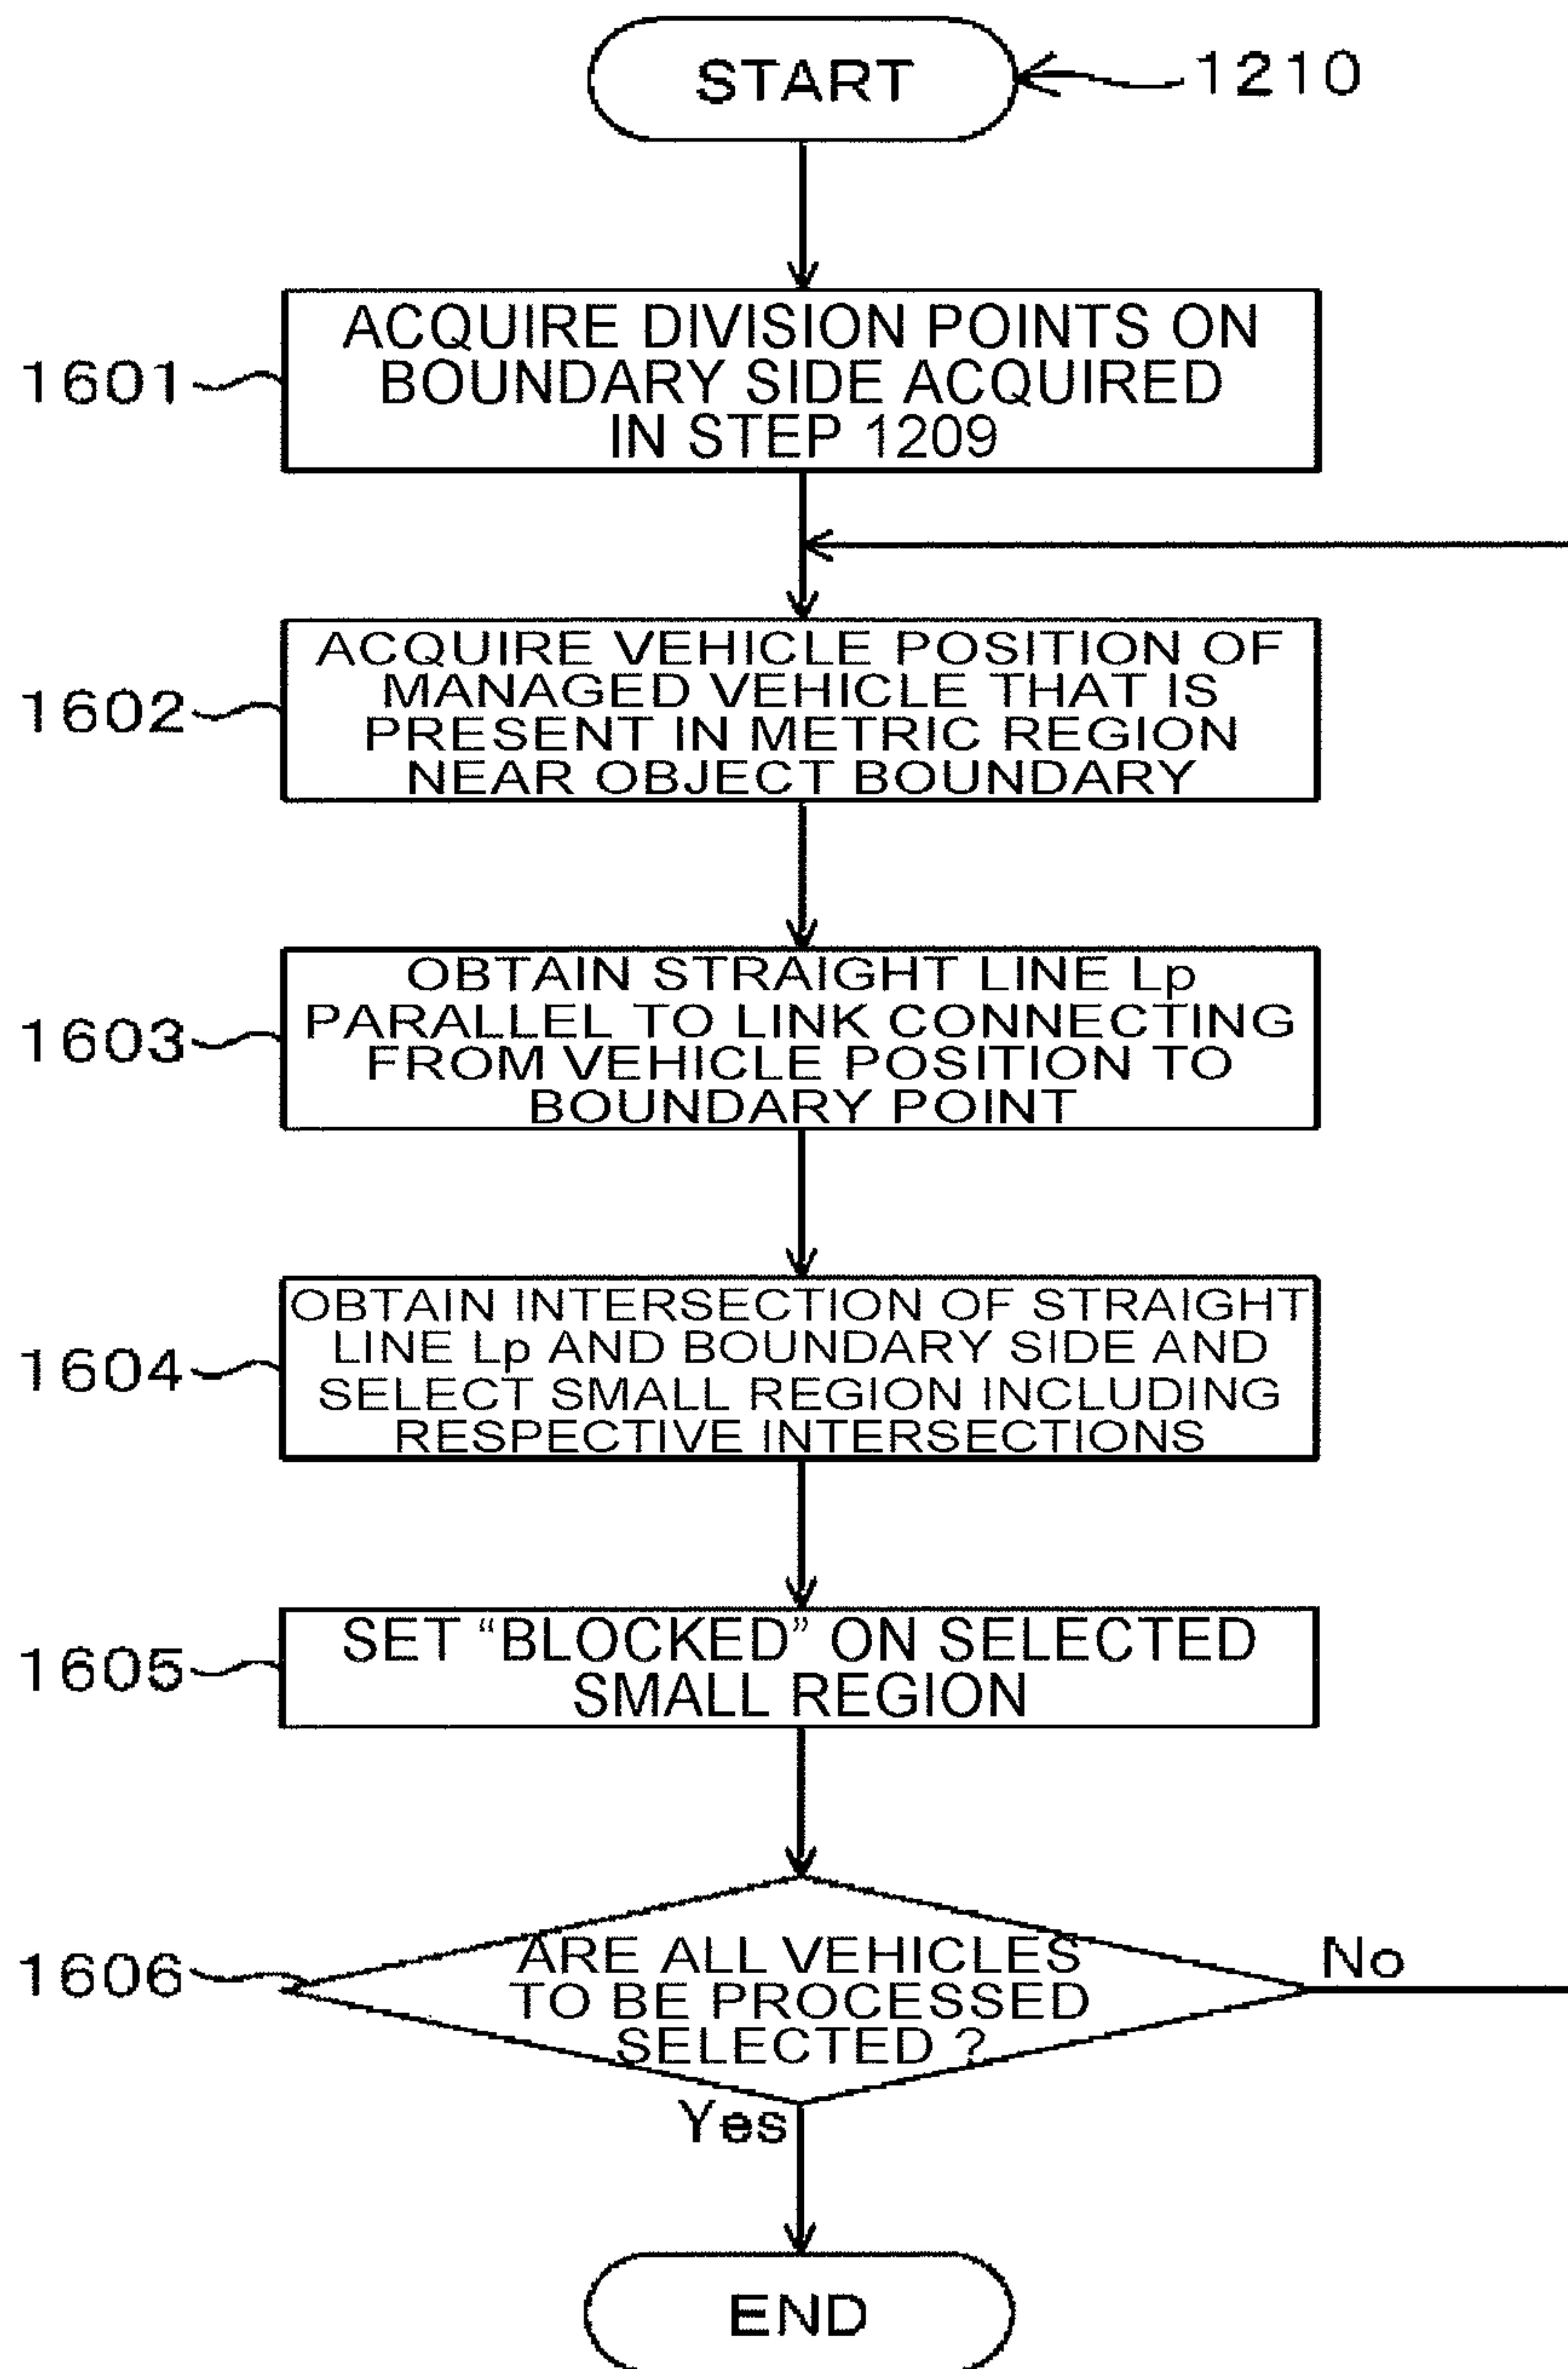 START
1210
1601
ACQUIRE DIVISION POINTS ON
BOUNDARY SIDE ACQUIRED
IN STEP 1209
1602
ACQUIRE VEHICLE POSITION OF
MANAGED VEHICLE THAT IS
PRESENT IN METRIC REGION
NEAR OBJECT BOUNDARY
1603
OBTAIN STRAIGHT LINE Lp
PARALLEL TO LINK CONNECTING
FROM VEHICLE POSITION TO
BOUNDARY POINT
1604
OBTAIN INTERSECTION OF STRAIGHT
LINE Lp AND BOUNDARY SIDE AND
SELECT SMALL REGION INCLUDING
RESPECTIVE INTERSECTIONS
1605
SET “BLOCKED” ON SELECTED
SMALL REGION
1606
ARE ALL VEHICLES
TO BE PROCESSED
SELECTED ?
No
Yes
END